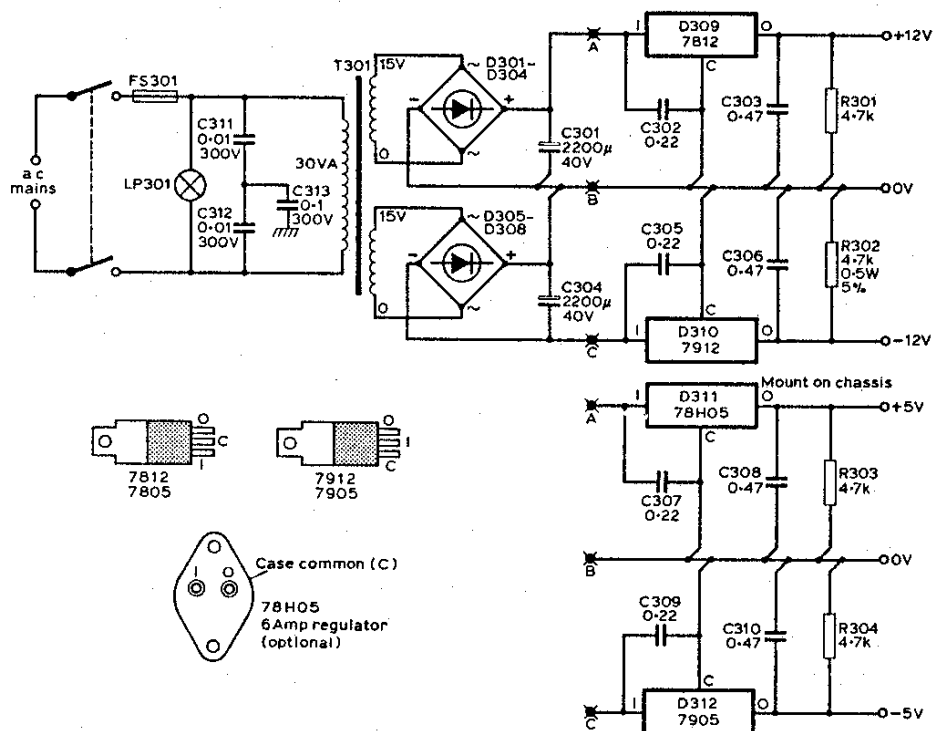 FS301
a c
mains
LP301
C311
0·01
300V
C312
0·01
300V
C313
0·1
300V
30VA
T301
15V
0
~ D301–
D304
-
+
~
15V
0
~ D305–
D308
-
+
~
C301
2200µ
40V
C304
2200µ
40V
A
B
C
I
D309
7812
O
C
C302
0·22
C303
0·47
R301
4·7k
+12V
0V
C305
0·22
C306
0·47
R302
4·7k
0·5W
5%
C
I
D310
7912
O
-12V
Mount on chassis
A
I
D311
78H05
O
C
+5V
C307
0·22
C308
0·47
R303
4·7k
B
0V
C309
0·22
C310
0·47
R304
4·7k
C
C
I
D312
7905
O
-5V
O
C
I
7812
7805
O
I
C
7912
7905
I
O
Case common (C)
78H05
6Amp regulator
(optional)